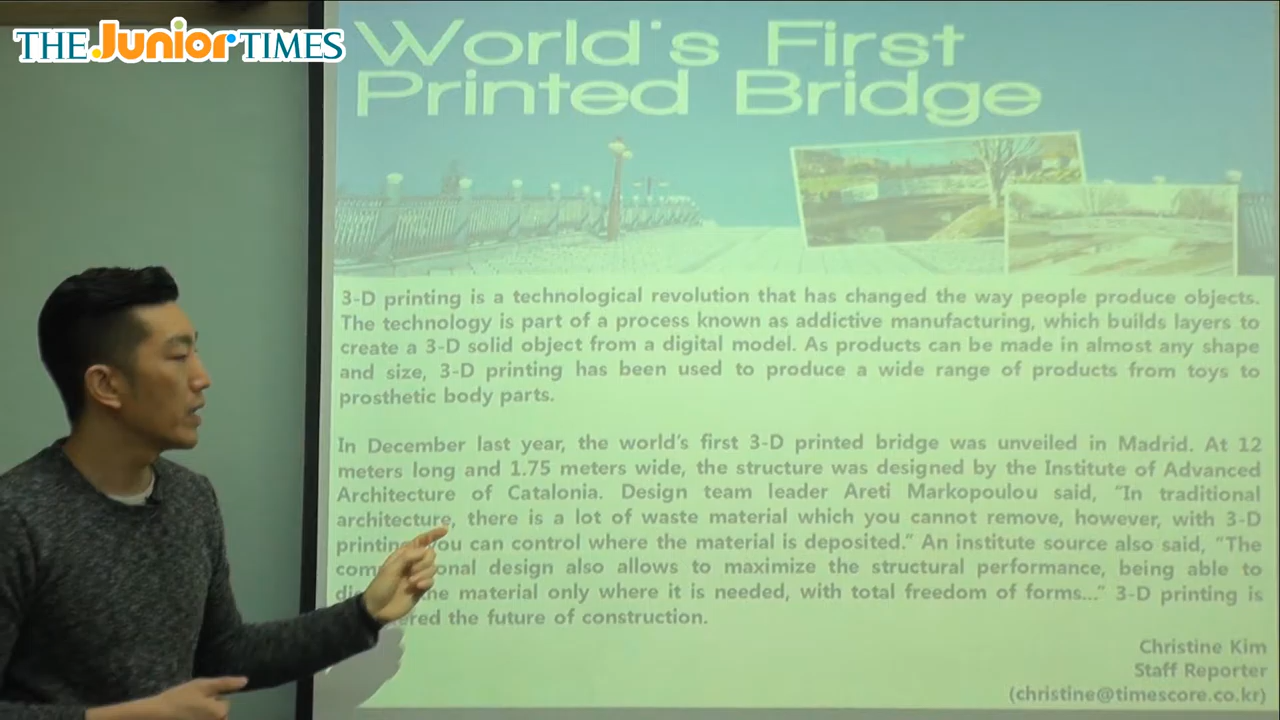 THE Junior TIMES
World's First
Printed Bridge
3-D printing is a technological revolution that has changed the way people produce objects.
The technology is part of a process known as addictive manufacturing, which builds layers to
create a 3-D solid object from a digital model. As products can be made in almost any shape
and size, 3-D printing has been used to produce a wide range of products from toys to
prosthetic body parts.
In December last year, the world's first 3-D printed bridge was unveiled in Madrid. At 12
meters long and 1.75 meters wide, the structure was designed by the Institute of Advanced
Architecture of Catalonia. Design team leader Areti Markopoulou said, "In traditional
architecture, there is a lot of waste material which you cannot remove, however, with 3-D
printing you can control where the material is deposited." An institute source also said, "The
design also allows to maximize the structural performance, being able to
the material only where it is needed, with total freedom of forms..." 3-D printing is
the future of construction.
Christine Kim
Staff Reporter
(christine@timescore.co.kr)